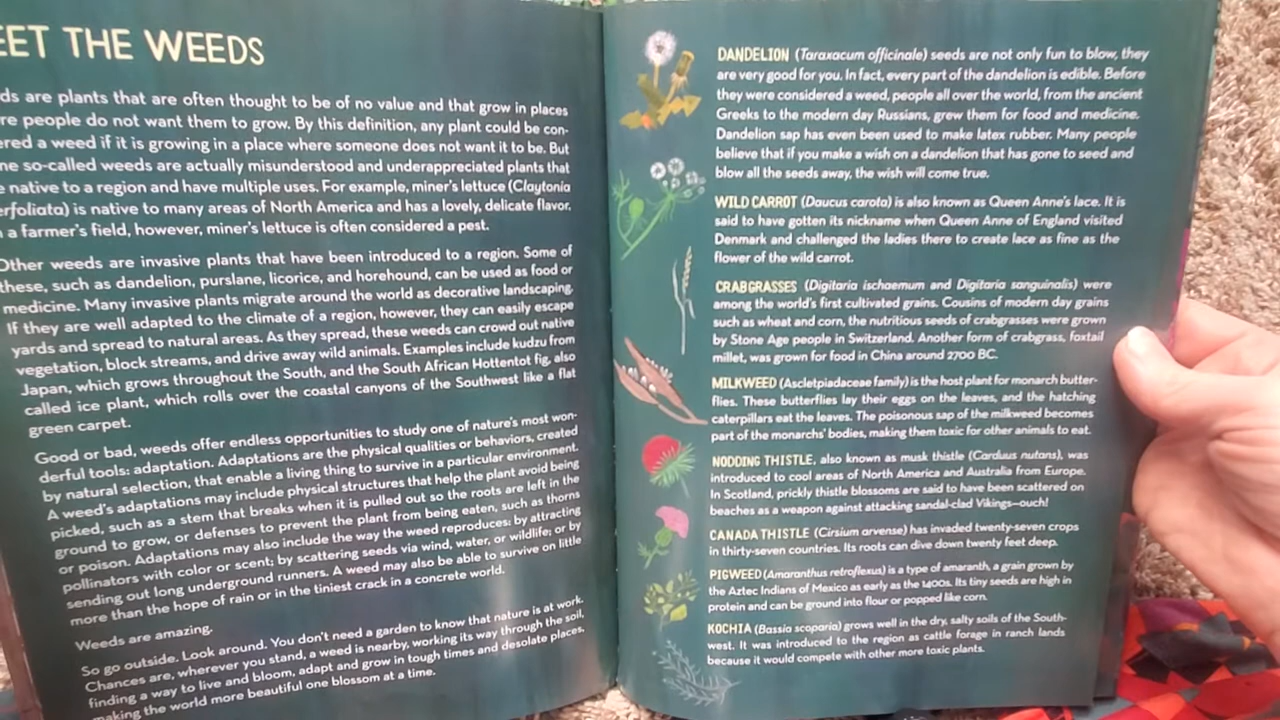 EET THE WEEDS
ds are plants that are often thought to be of no value and that grow in places
re people do not want them to grow. By this definition, any plant could be con-
ered a weed if it is growing in a place where someone does not want it to be. But
ne so-called weeds are actually misunderstood and underappreciated plants that
e native to a region and have multiple uses. For example, miner's lettuce (Claytonia
erfoliata) is native to many areas of North America and has a lovely, delicate flavor.
a farmer's field, however, miner's lettuce is often considered a pest.
Other weeds are invasive plants that have been introduced to a region. Some of
these, such as dandelion, purslane, licorice, and horehound, can be used as food or
medicine. Many invasive plants migrate around the world as decorative landscaping.
If they are well adapted to the climate of a region, however, they can easily escape
yards and spread to natural areas. As they spread, these weeds can crowd out native
vegetation, block streams, and drive away wild animals. Examples include kudzu from
Japan, which grows throughout the South, and the South African Hottentot fig, also
called ice plant, which rolls over the coastal canyons of the Southwest like a flat
green carpet.
Good or bad, weeds offer endless opportunities to study one of nature's most won-
derful tools: adaptation. Adaptations are the physical qualities or behaviors, created
by natural selection, that enable a living thing to survive in a particular environment.
A weed's adaptations may include physical structures that help the plant avoid being
picked, such as a stem that breaks when it is pulled out so the roots are left in the
ground to grow, or defenses to prevent the plant from being eaten, such as thorns
or poison. Adaptations may also include the way the weed reproduces: by attracting
pollinators with color or scent; by scattering seeds via wind, water, or wildlife; or by
sending out long underground runners. A weed may also be able to survive on little
more than the hope of rain or in the tiniest crack in a concrete world.
Weeds are amazing.
So go outside. Look around. You don't need a garden to know that nature is at work.
Chances are, wherever you stand, a weed is nearby, working its way through the soil,
finding a way to live and bloom, adapt and grow in tough times and desolate places,
making the world more beautiful one blossom at a time.
DANDELION (Taraxacum officinale) seeds are not only fun to blow, they
are very good for you. In fact, every part of the dandelion is edible. Before
they were considered a weed, people all over the world, from the ancient
Greeks to the modern day Russians, grew them for food and medicine.
Dandelion sap has even been used to make latex rubber. Many people
believe that if you make a wish on a dandelion that has gone to seed and
blow all the seeds away, the wish will come true.
WILD CARROT (Daucus carota) is also known as Queen Anne's lace. It is
said to have gotten its nickname when Queen Anne of England visited
Denmark and challenged the ladies there to create lace as fine as the
flower of the wild carrot.
CRABGRASSES (Digitaria ischaemum and Digitaria sanguinalis) were
among the world's first cultivated grains. Cousins of modern day grains
such as wheat and corn, the nutritious seeds of crabgrasses were grown
by Stone Age people in Switzerland. Another form of crabgrass, foxtail
millet, was grown for food in China around 2700 BC.
MILKWEED (Ascletpiadaceae family) is the host plant for monarch butter-
flies. These butterflies lay their eggs on the leaves, and the hatching
caterpillars eat the leaves. The poisonous sap of the milkweed becomes
part of the monarchs' bodies, making them toxic for other animals to eat.
NODDING THISTLE, also known as musk thistle (Carduus nutans), was
introduced to cool areas of North America and Australia from Europe.
In Scotland, prickly thistle blossoms are said to have been scattered on
beaches as a weapon against attacking sandal-clad Vikings—ouch!
CANADA THISTLE (Cirsium arvense) has invaded twenty-seven crops
in thirty-seven countries. Its roots can dive down twenty feet deep.
PIGWEED (Amaranthus retroflexus) is a type of amaranth, a grain grown by
the Aztec Indians of Mexico as early as the 1400s. Its tiny seeds are high in
protein and can be ground into flour or popped like corn.
KOCHIA (Bassia scoparia) grows well in the dry, salty soils of the South-
west. It was introduced to the region as cattle forage in ranch lands
because it would compete with other more toxic plants.